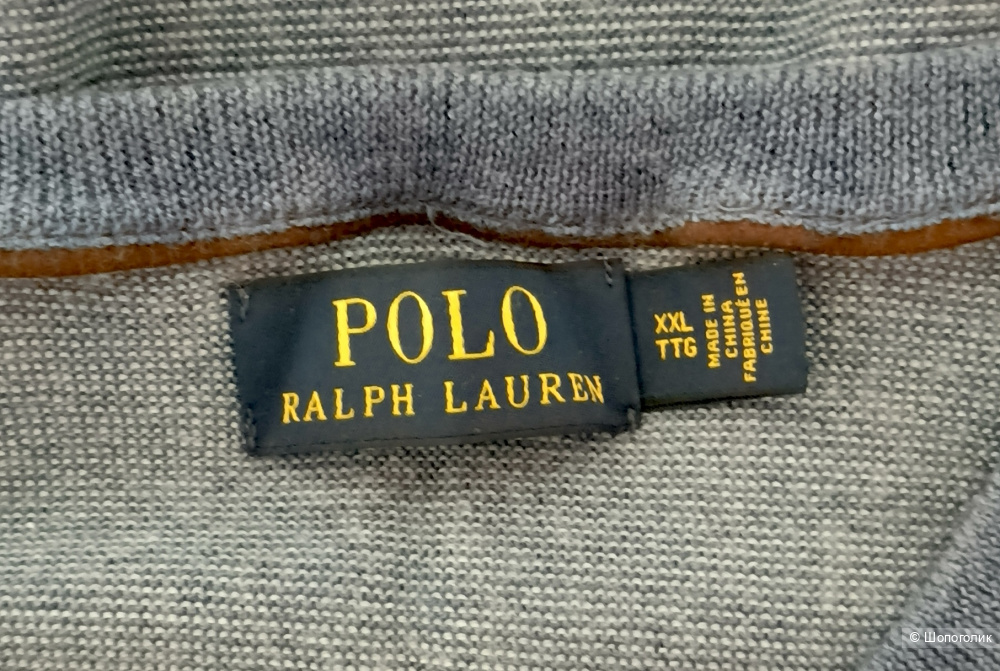 POLO
RALPH LAUREN
XXL
TTG
MADE IN
CHINA
FABRIQUÉ EN
CHINE
© Шопоголик